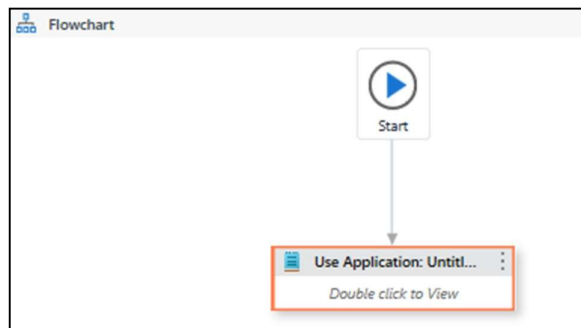 Flowchart
Start
Use Application: Untitl...
Double click to View